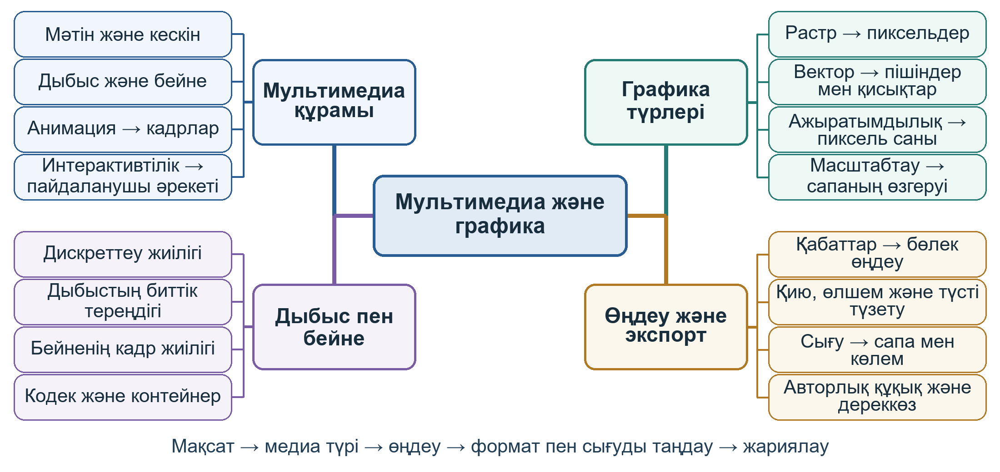 Мәтін және кескін
Дыбыс және бейне
Анимация → кадрлар
Интерактивтілік →
пайдаланушы әрекеті
Мультимедиа
құрамы
Графика
түрлері
Растр → пиксельдер
Вектор → пішіндер
мен қисықтар
Ажыратымдылық →
пиксель саны
Масштабтау →
сапаның өзгеруі
Мультимедиа және
графика
Дискреттеу жиілігі
Дыбыстың биттік
тереңдігі
Бейненің кадр жиілігі
Кодек және контейнер
Дыбыс пен
бейне
Өңдеу және
экспорт
Қабаттар → бөлек
өңдеу
Қию, өлшем және түсті
түзету
Сығу → сапа мен
көлем
Авторлық құқық және
дереккөз
Мақсат → медиа түрі → өңдеу → формат пен сығуды таңдау → жариялау